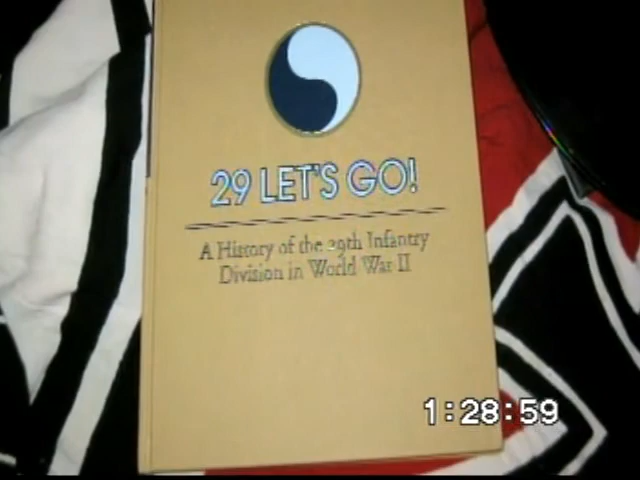 29 LET'S GO!
A History of the 29th Infantry
Division in World War II
1:28:59